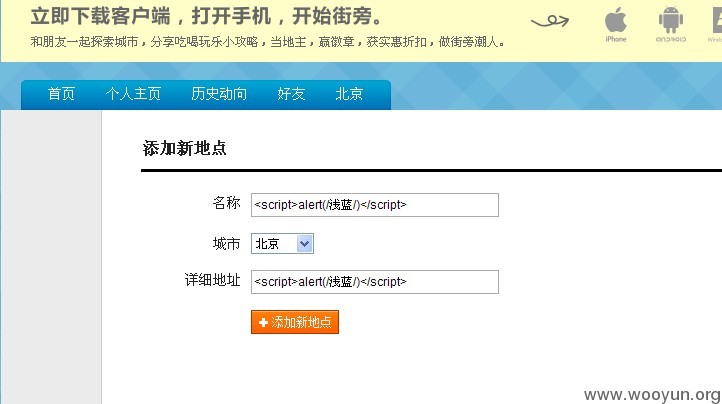 立即下载客户端，打开手机，开始街旁。
和朋友一起探索城市，分享吃喝玩乐小攻略，当地主，赢徽章，获实惠折扣，做街旁潮人。
iPhone
ANDROID
首页 个人主页 历史动向 好友 北京
添加新地点
名称 <script>alert(/浅蓝/)</script>
城市 北京
详细地址 <script>alert(/浅蓝/)</script>
添加新地点
www.wooyun.org